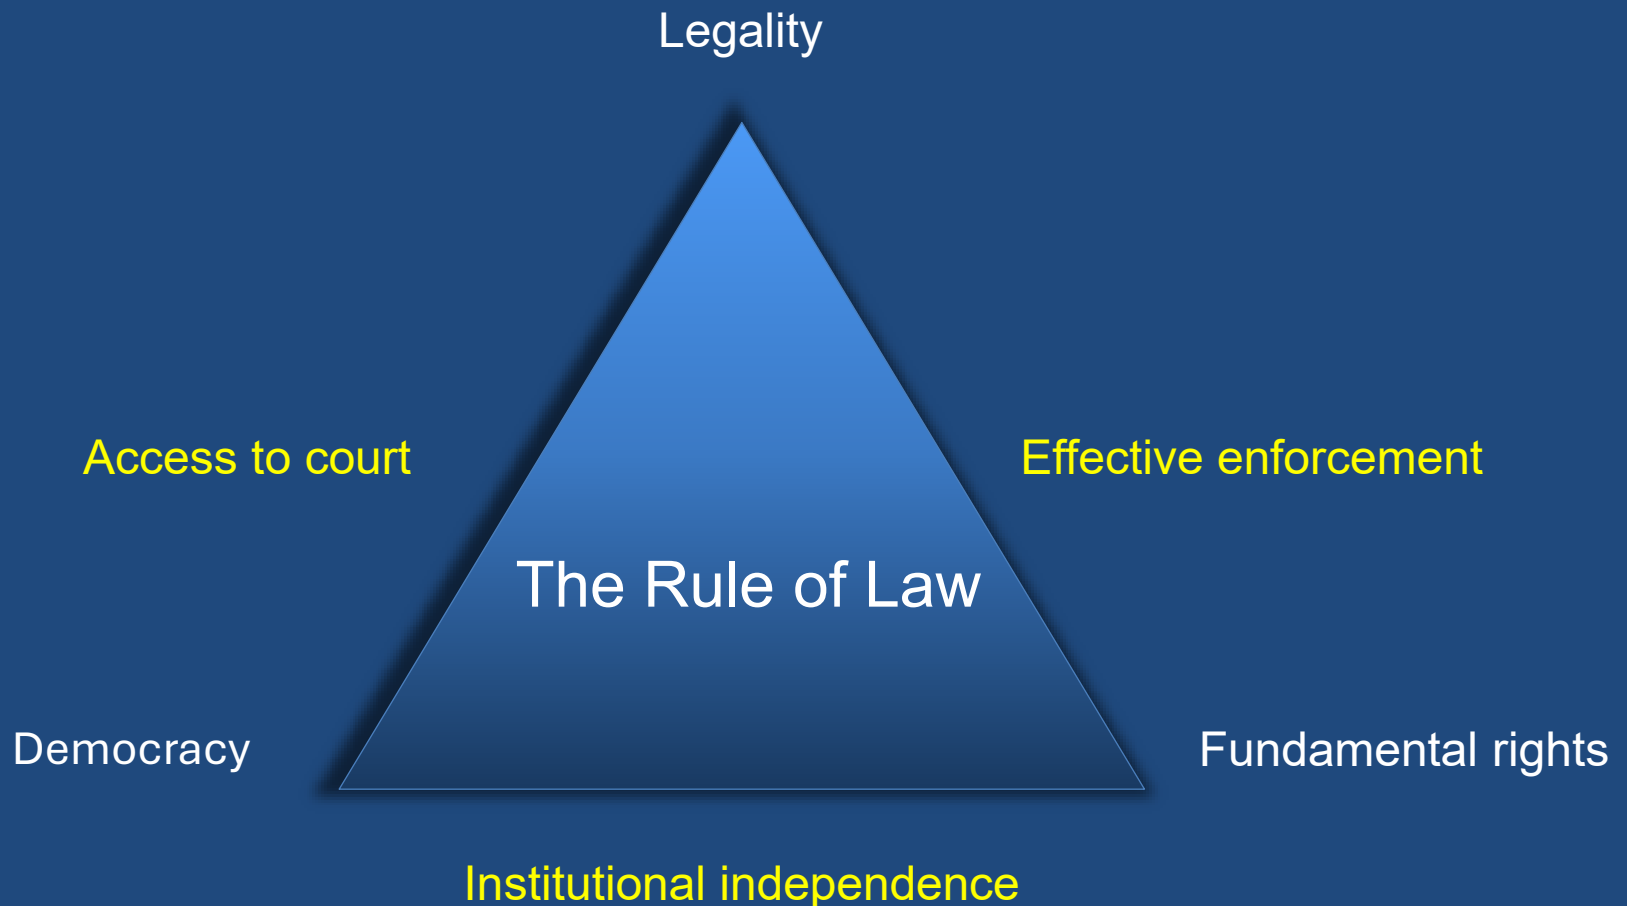 Legality
Access to court
Effective enforcement
The Rule of Law
Democracy
Fundamental rights
Institutional independence